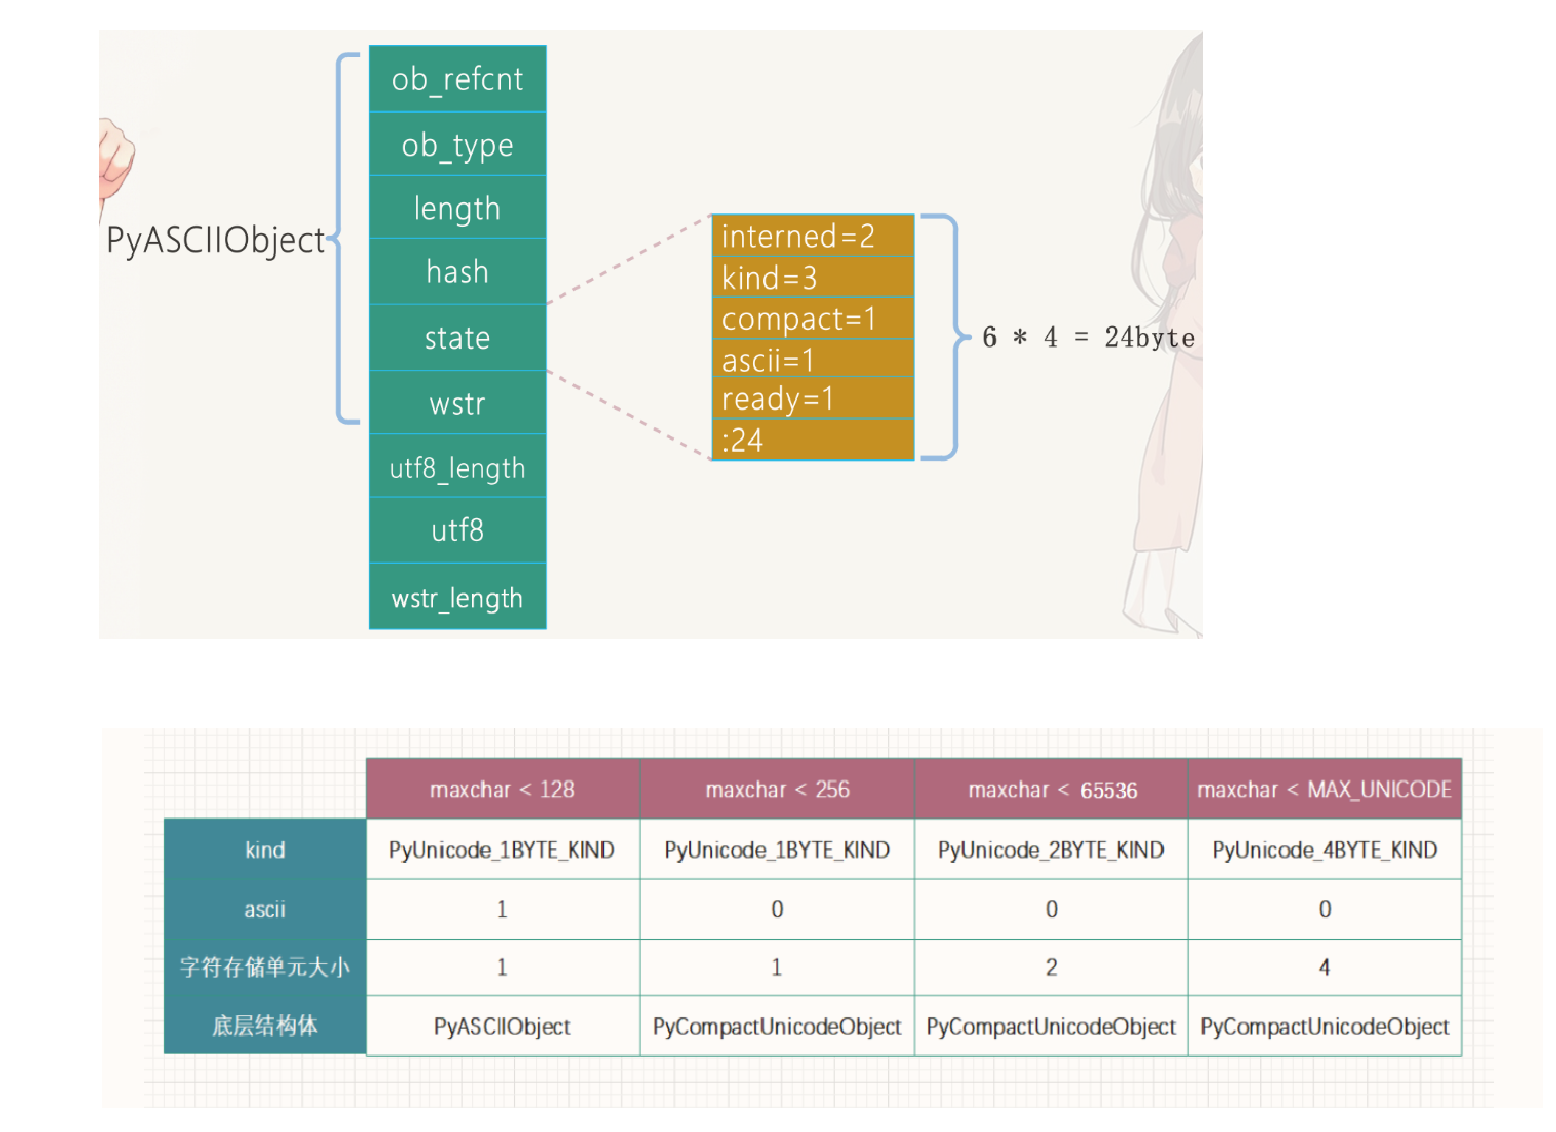 ob_refcnt
ob_type
length
PyASCIIObject
hash
state
wstr
utf8_length
utf8
wstr_length
interned=2
kind=3
compact=1
ascii=1
ready=1
:24
6 * 4 = 24byte
maxchar < 128 maxchar < 256 maxchar < 65536 maxchar < MAX_UNICODE
kind PyUnicode_1BYTE_KIND PyUnicode_1BYTE_KIND PyUnicode_2BYTE_KIND PyUnicode_4BYTE_KIND
ascii 1 0 0 0
字符存储单元大小 1 1 2 4
底层结构体 PyASCIIObject PyCompactUnicodeObject PyCompactUnicodeObject PyCompactUnicodeObject